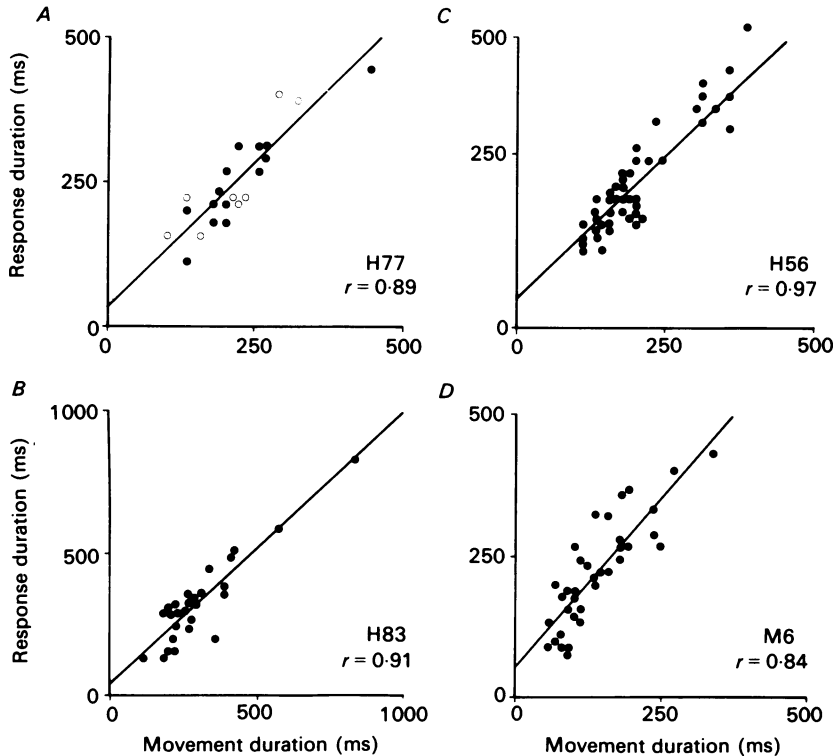 A
C
Response duration (ms)
500
250
0
H77
r = 0·89
0
250
500
500
250
0
H56
r = 0·97
0
250
500
B
D
Response duration (ms)
1000
500
0
H83
r = 0·91
0
500
1000
Movement duration (ms)
500
250
0
M6
r = 0·84
0
250
500
Movement duration (ms)